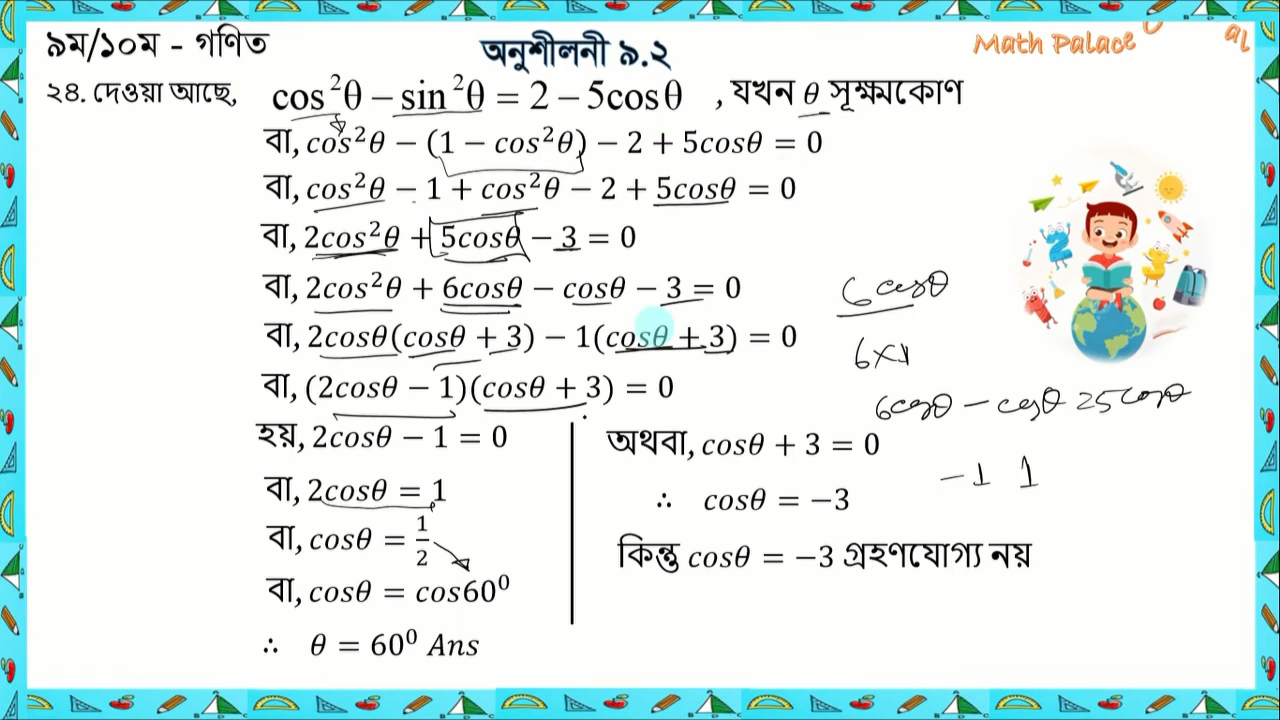 ৯ম/১০ম - গণিত
অনুশীলনী ৯.২
Math Palace
২৪. দেওয়া আছে, cos²θ − sin²θ = 2 − 5cosθ , যখন θ সূক্ষ্মকোণ
বা, cos²θ − (1 − cos²θ) − 2 + 5cosθ = 0
বা, cos²θ − 1 + cos²θ − 2 + 5cosθ = 0
বা, 2cos²θ + 5cosθ − 3 = 0
বা, 2cos²θ + 6cosθ − cosθ − 3 = 0
বা, 2cosθ(cosθ + 3) − 1(cosθ + 3) = 0
বা, (2cosθ − 1)(cosθ + 3) = 0
হয়, 2cosθ − 1 = 0
বা, 2cosθ = 1
বা, cosθ = 1/2
বা, cosθ = cos60⁰
∴ θ = 60⁰ Ans
অথবা, cosθ + 3 = 0
∴ cosθ = −3
কিন্তু cosθ = −3 গ্রহণযোগ্য নয়
6cosθ
6×1
6cosθ − cosθ = 5cosθ
−1 1